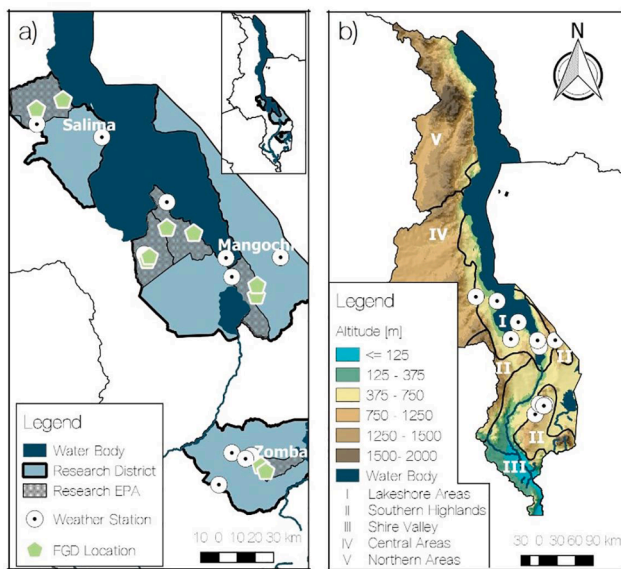 a)
Salima
Mangochi
Zomba
Legend
Water Body
Research District
Research EPA
Weather Station
FGD Location
10 0 10 20 30 km
b)
N
V
IV
I
II
II
II
III
Legend
Altitude [m]
<= 125
125 - 375
375 - 750
750 - 1250
1250 - 1500
1500- 2000
Water Body
I Lakeshore Areas
II Southern Highlands
III Shire Valley
IV Central Areas
V Northern Areas
30 0 30 60 90 km